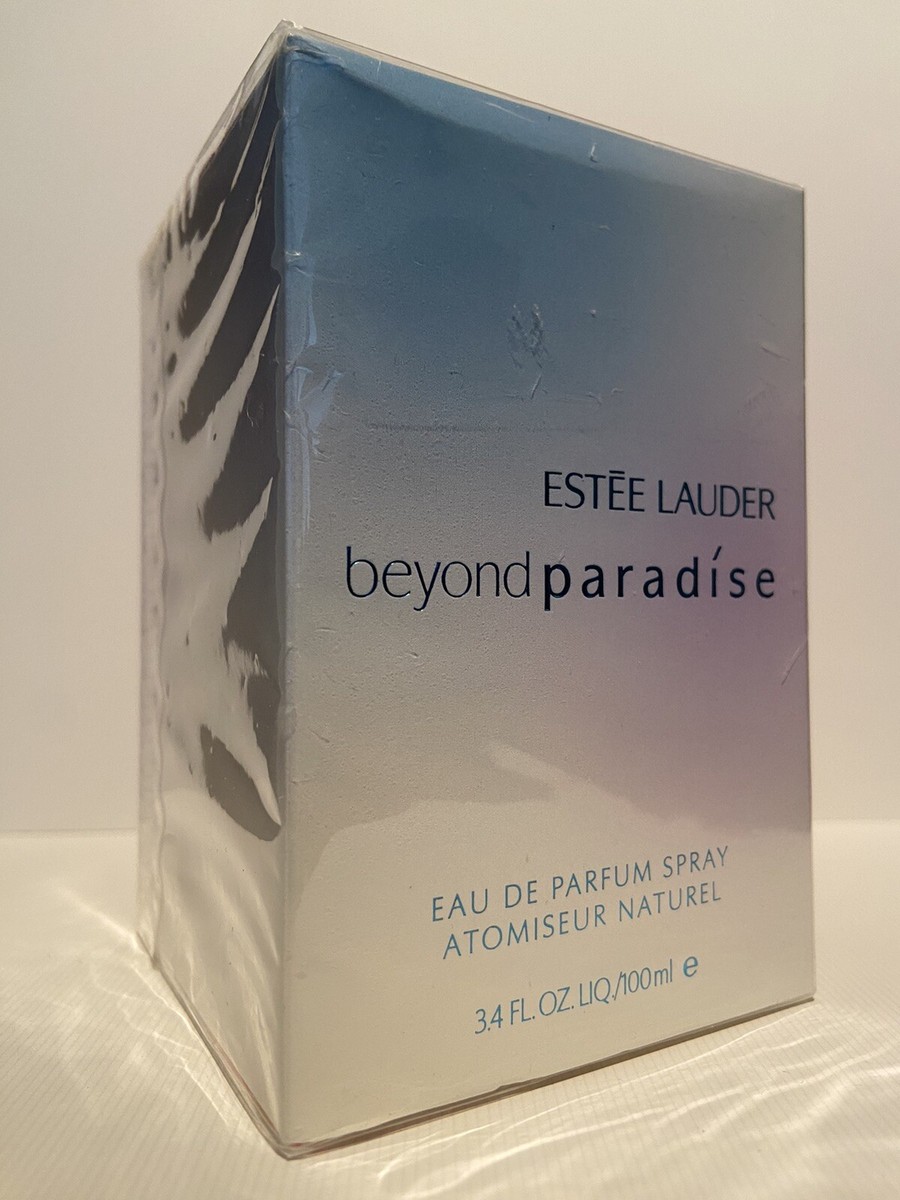 ESTĒE LAUDER
beyondparadíse
EAU DE PARFUM SPRAY
ATOMISEUR NATUREL
3.4 FL. OZ. LIQ./100ml ℮